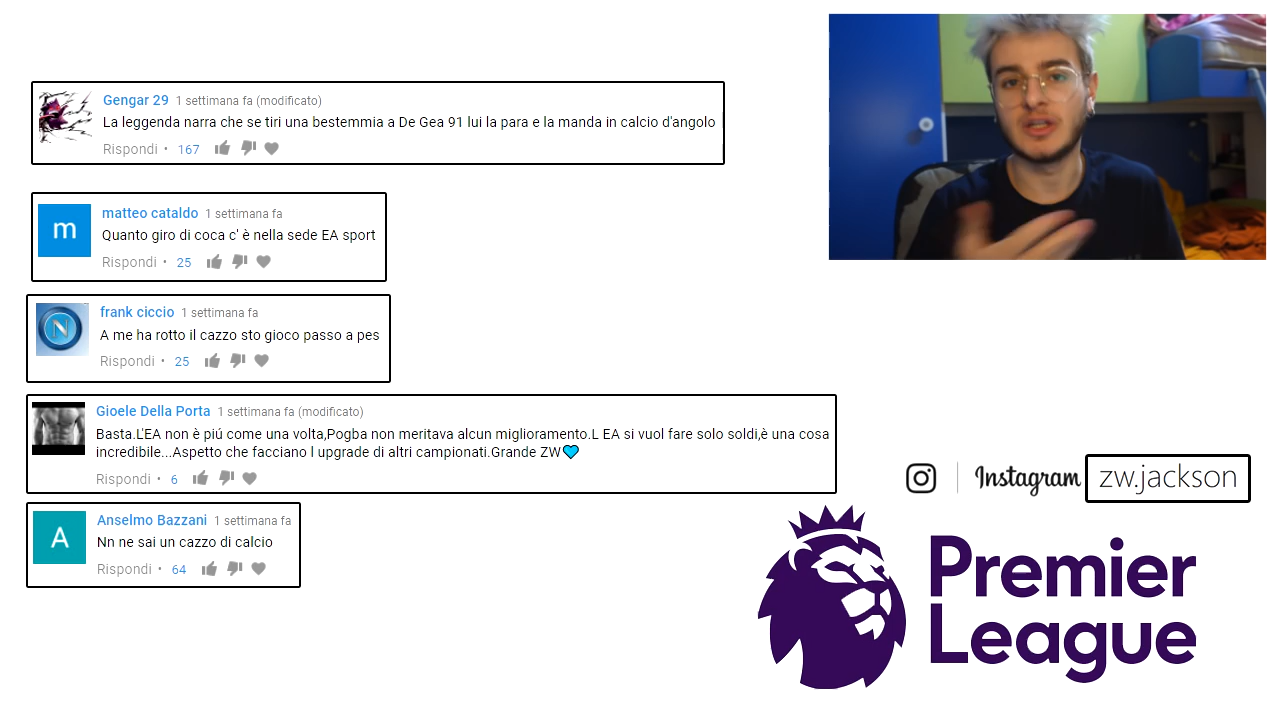 Gengar 29 1 settimana fa (modificato)
La leggenda narra che se tiri una bestemmia a De Gea 91 lui la para e la manda in calcio d'angolo
Rispondi • 167
m
matteo cataldo 1 settimana fa
Quanto giro di coca c' è nella sede EA sport
Rispondi • 25
N
frank ciccio 1 settimana fa
A me ha rotto il cazzo sto gioco passo a pes
Rispondi • 25
Gioele Della Porta 1 settimana fa (modificato)
Basta.L'EA non è piú come una volta,Pogba non meritava alcun miglioramento.L EA si vuol fare solo soldi,è una cosa
incredibile...Aspetto che facciano l upgrade di altri campionati.Grande ZW
Rispondi • 6
A
Anselmo Bazzani 1 settimana fa
Nn ne sai un cazzo di calcio
Rispondi • 64
Instagram zw.jackson
Premier
League